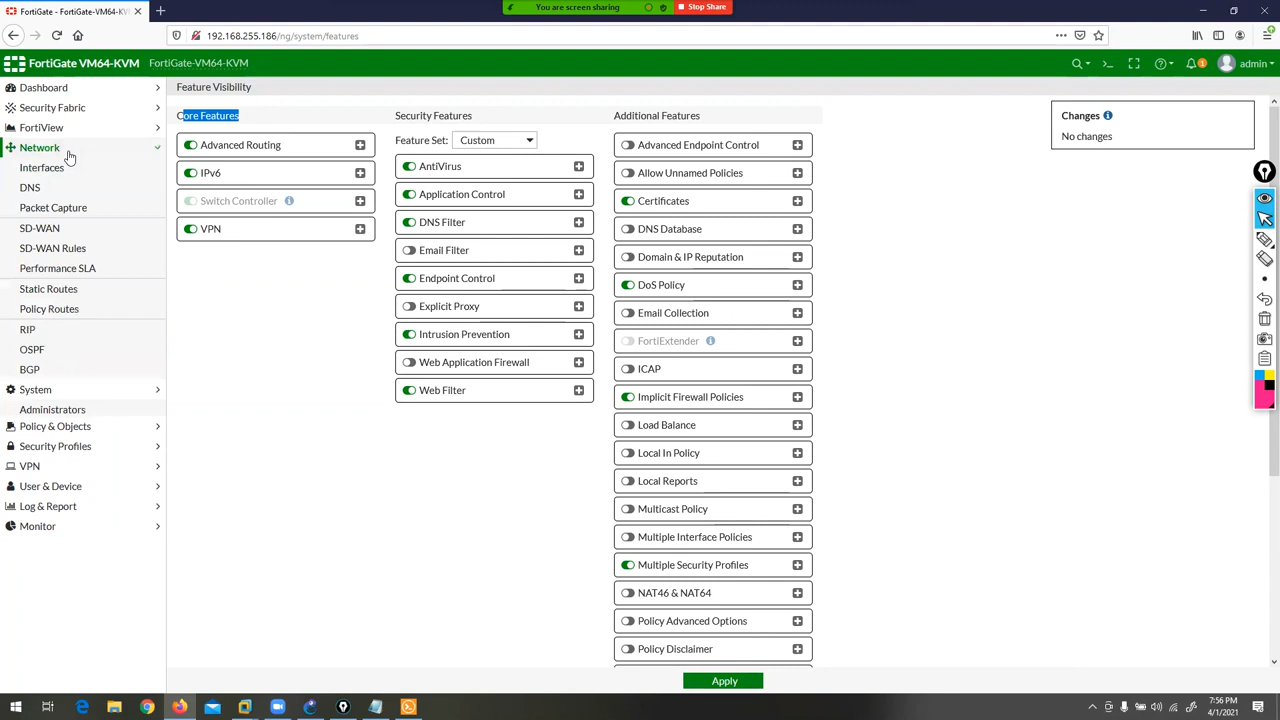 You are screen sharing
Stop Share
FortiGate - FortiGate-VM64-KV
192.168.255.186/ng/system/features
FortiGate VM64-KVM
FortiGate-VM64-KVM
1
admin
Dashboard
Security Fabric
FortiView
Network
Interfaces
DNS
Packet Capture
SD-WAN
SD-WAN Rules
Performance SLA
Static Routes
Policy Routes
RIP
OSPF
BGP
System
Administrators
Policy & Objects
Security Profiles
VPN
User & Device
Log & Report
Monitor
Feature Visibility
Core Features
Advanced Routing
IPv6
Switch Controller
VPN
Security Features
Feature Set: Custom
AntiVirus
Application Control
DNS Filter
Email Filter
Endpoint Control
Explicit Proxy
Intrusion Prevention
Web Application Firewall
Web Filter
Additional Features
Advanced Endpoint Control
Allow Unnamed Policies
Certificates
DNS Database
Domain & IP Reputation
DoS Policy
Email Collection
FortiExtender
ICAP
Implicit Firewall Policies
Load Balance
Local In Policy
Local Reports
Multicast Policy
Multiple Interface Policies
Multiple Security Profiles
NAT46 & NAT64
Policy Advanced Options
Policy Disclaimer
Changes
No changes
Apply
7:56 PM
4/1/2021